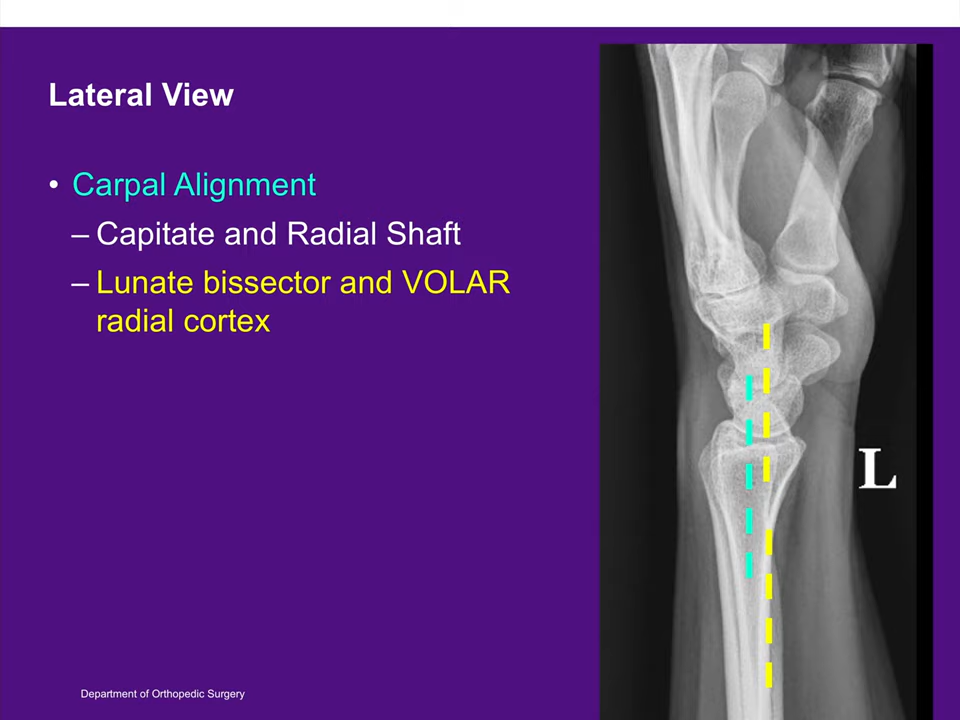 Lateral View
• Carpal Alignment
– Capitate and Radial Shaft
– Lunate bissector and VOLAR
radial cortex
L
Department of Orthopedic Surgery